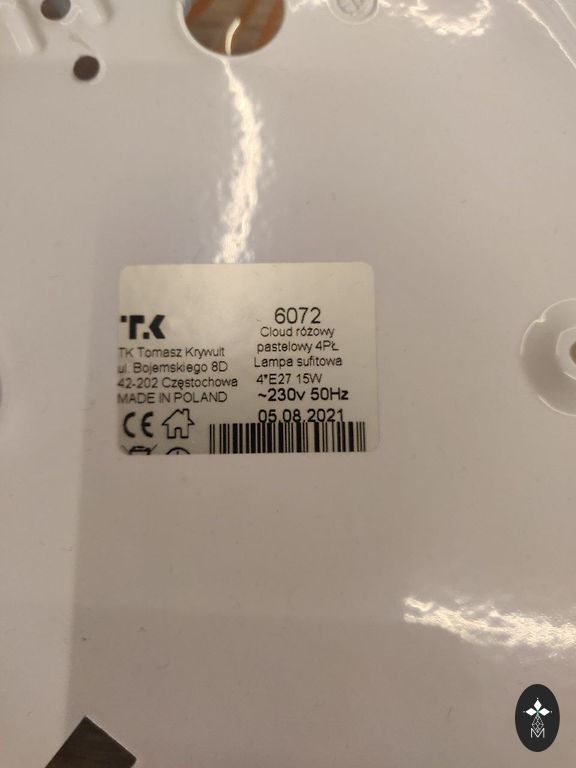 TK
TK Tomasz Krywult
ul. Bojemskiego 8D
42-202 Częstochowa
MADE IN POLAND
CE
6072
Cloud różowy
pastelowy 4PŁ
Lampa sufitowa
4*E27 15W
~230v 50Hz
05.08.2021
M